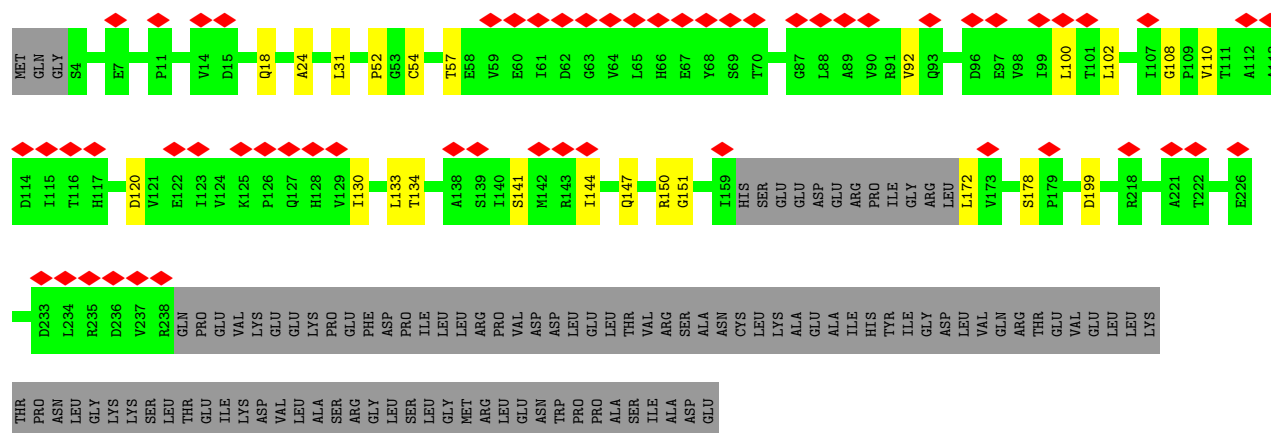 MET GLN GLY S4 E7 P11 V14 D15 Q18 A24 L31 P52 G53 C54 T57 E58 V59 E60 I61 D62 G63 V64 L65 H66 E67 Y68 S69 T70 G87 L88 A89 V90 R91 V92 Q93 D96 E97 V98 I99 L100 T101 L102 I107 G108 P109 V110 T111 A112
D114 I115 T116 H117 D120 V121 E122 I123 V124 K125 P126 Q127 H128 V129 I130 L133 T134 A138 S139 I140 S141 M142 R143 I144 Q147 R150 G151 I159 HIS SER GLU GLU ASP GLU ARG PRO ILE GLY ARG LEU L172 V173 S178 P179 D199 R218 A221 T222 E226
D233 L234 R235 D236 V237 R238 GLN PRO GLU VAL LYS GLU GLU LYS PRO GLU PHE ASP PRO ILE LEU LEU ARG PRO VAL ASP ASP LEU GLU LEU THR VAL ARG SER ALA ASN CYS LEU LYS ALA GLU ALA ILE HIS TYR ILE GLY ASP LEU VAL GLN ARG THR GLU VAL GLU LEU LEU LYS
THR PRO ASN LEU GLY LYS LYS SER LEU THR GLU ILE LYS ASP VAL LEU ALA SER ARG GLY LEU SER LEU GLY MET ARG LEU GLU ASN TRP PRO PRO ALA SER ILE ALA ASP GLU